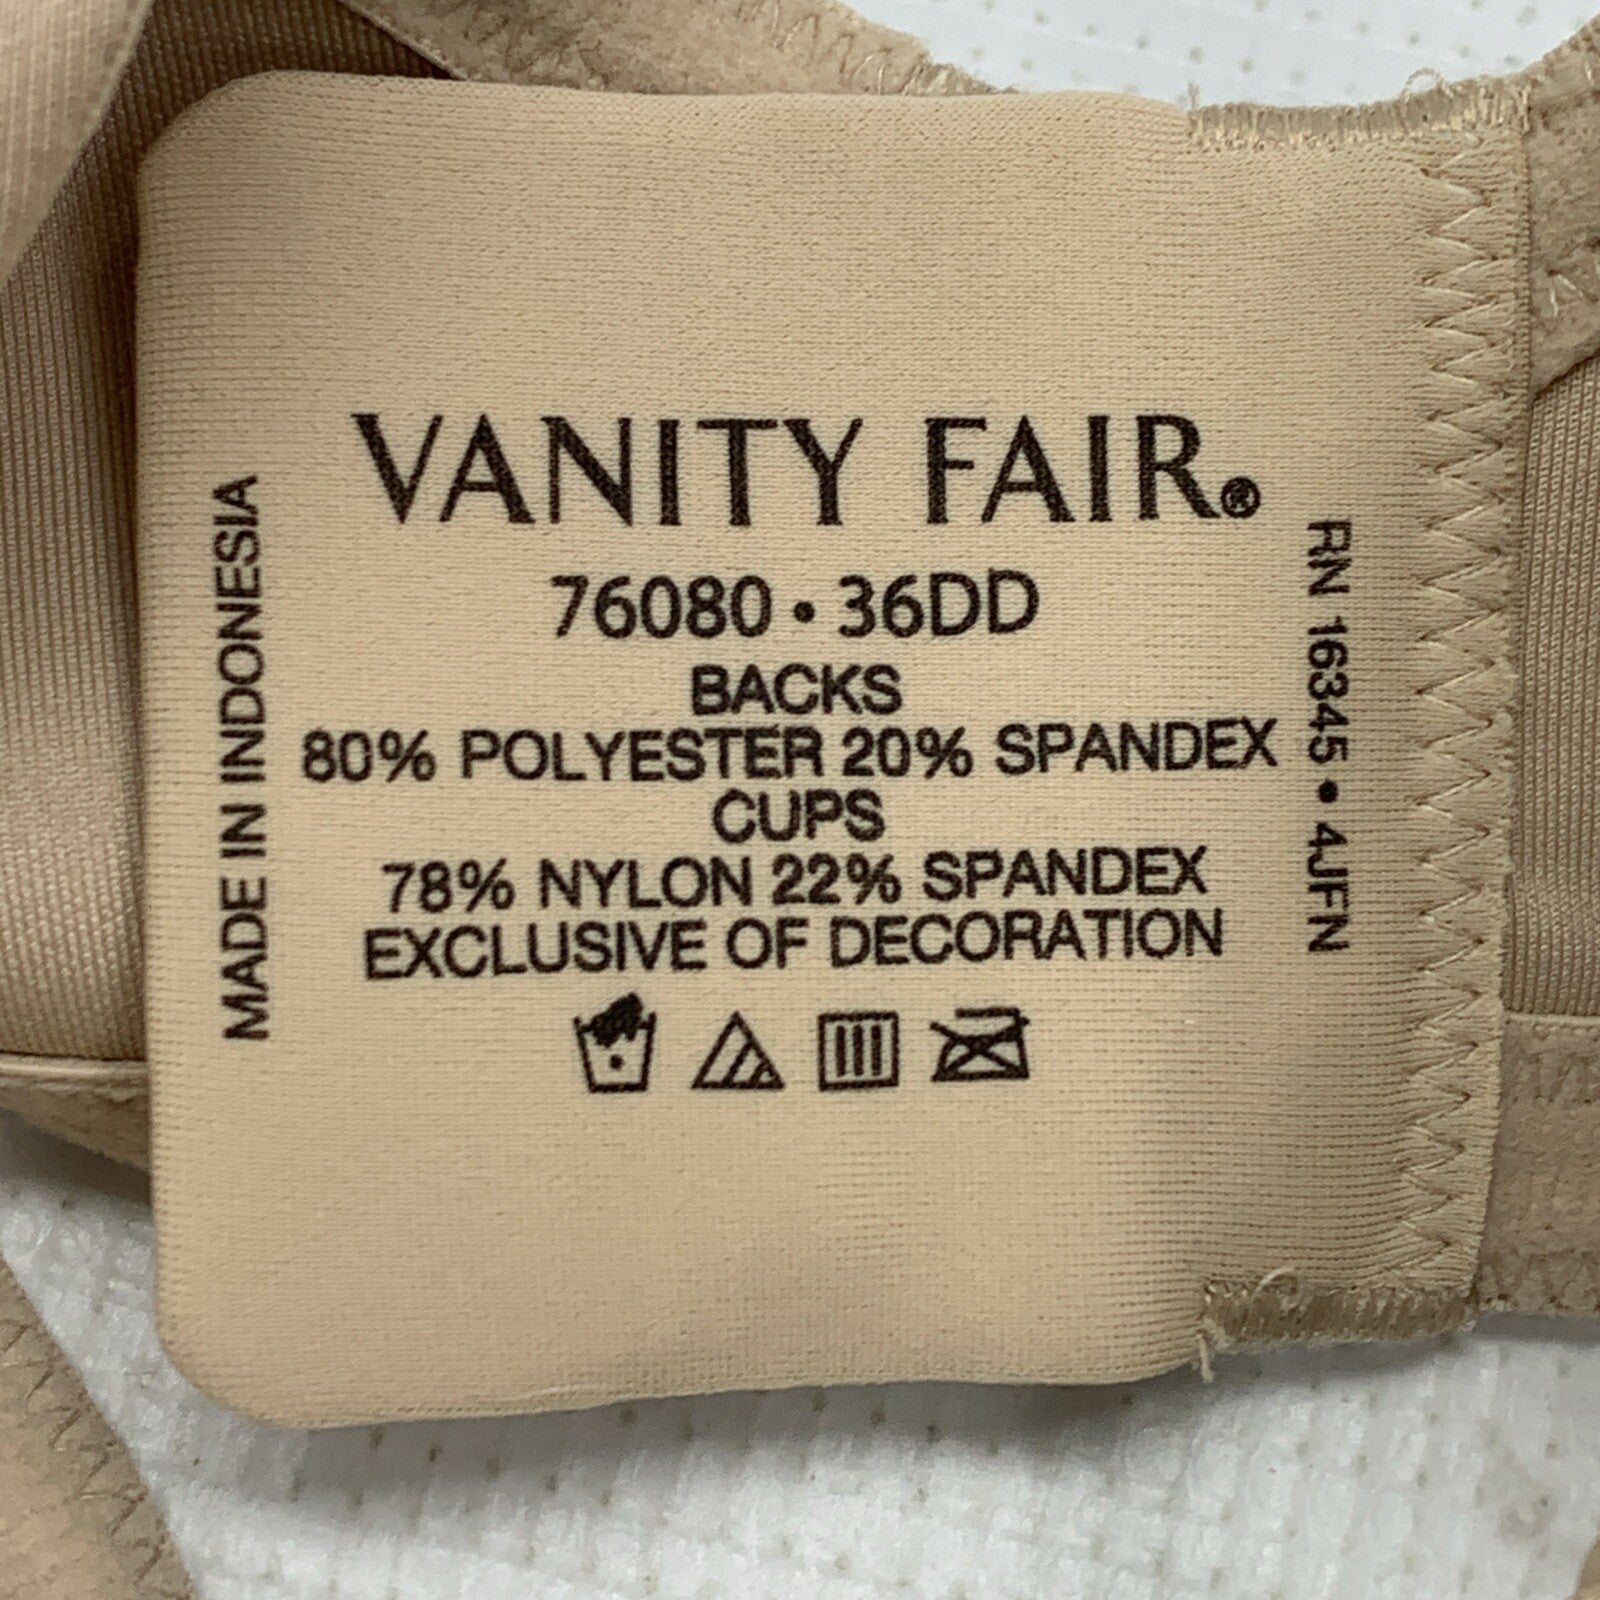 VANITY FAIR®
76080 • 36DD
BACKS
80% POLYESTER 20% SPANDEX
CUPS
78% NYLON 22% SPANDEX
EXCLUSIVE OF DECORATION
MADE IN INDONESIA
RN 16345 • 4JFN